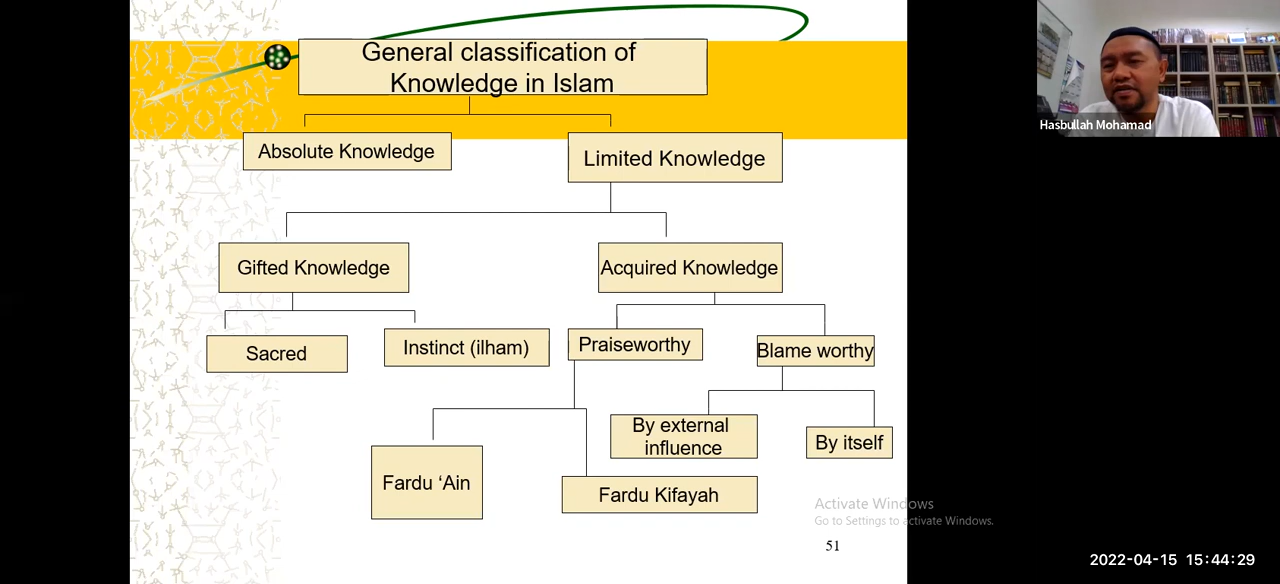 General classification of
Knowledge in Islam
Hasbullah Mohamad
Absolute Knowledge
Limited Knowledge
Gifted Knowledge
Acquired Knowledge
Sacred
Instinct (ilham)
Praiseworthy
Blame worthy
By external
influence
By itself
Fardu ‘Ain
Fardu Kifayah
Activate Windows
Go to Settings to activate Windows.
51
2022-04-15 15:44:29